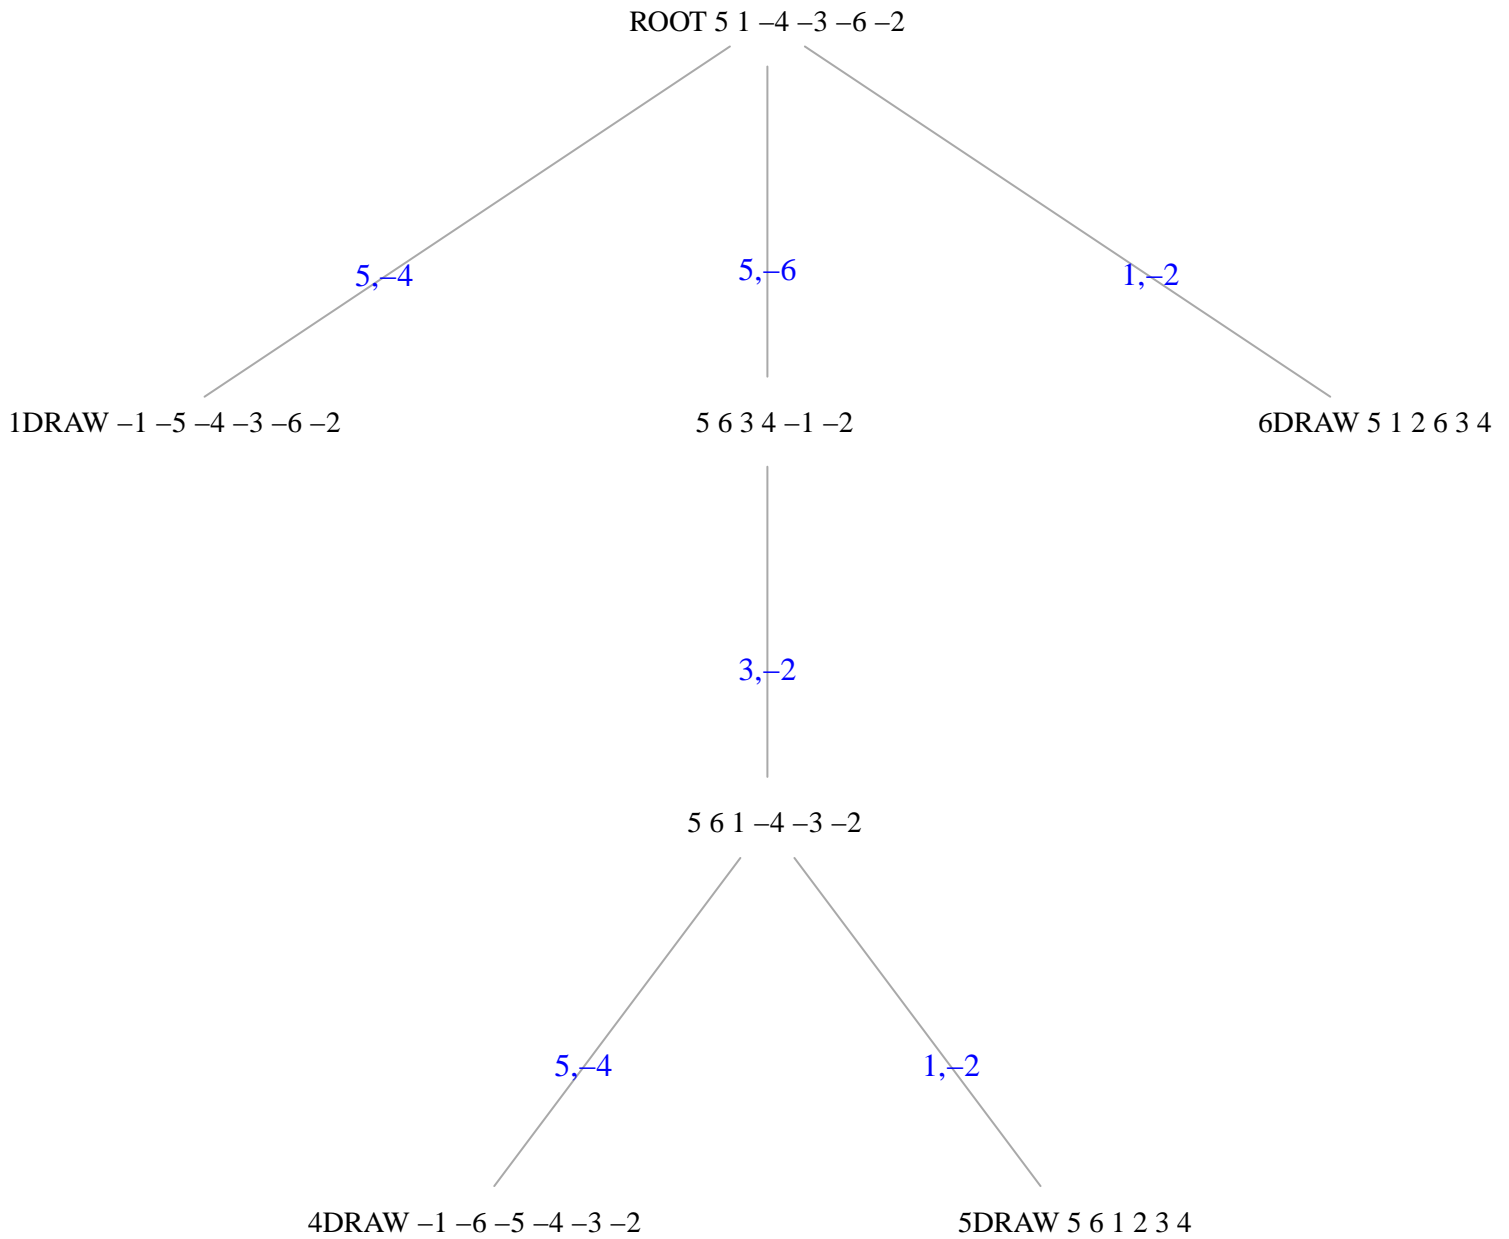 ROOT 5 1 –4 –3 –6 –2
5,–4
5,–6
1,–2
1DRAW –1 –5 –4 –3 –6 –2
5 6 3 4 –1 –2
6DRAW 5 1 2 6 3 4
3,–2
5 6 1 –4 –3 –2
5,–4
1,–2
4DRAW –1 –6 –5 –4 –3 –2
5DRAW 5 6 1 2 3 4